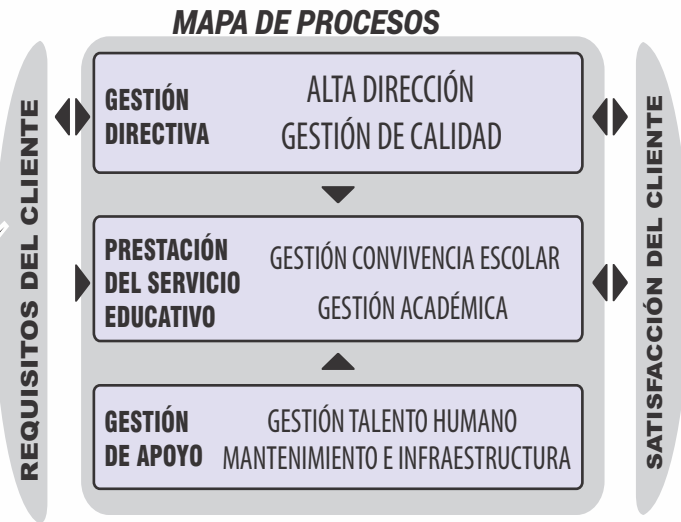 MAPA DE PROCESOS
REQUISITOS DEL CLIENTE
GESTIÓN
DIRECTIVA
ALTA DIRECCIÓN
GESTIÓN DE CALIDAD
PRESTACIÓN
DEL SERVICIO
EDUCATIVO
GESTIÓN CONVIVENCIA ESCOLAR
GESTIÓN ACADÉMICA
GESTIÓN
DE APOYO
GESTIÓN TALENTO HUMANO
MANTENIMIENTO E INFRAESTRUCTURA
SATISFACCIÓN DEL CLIENTE